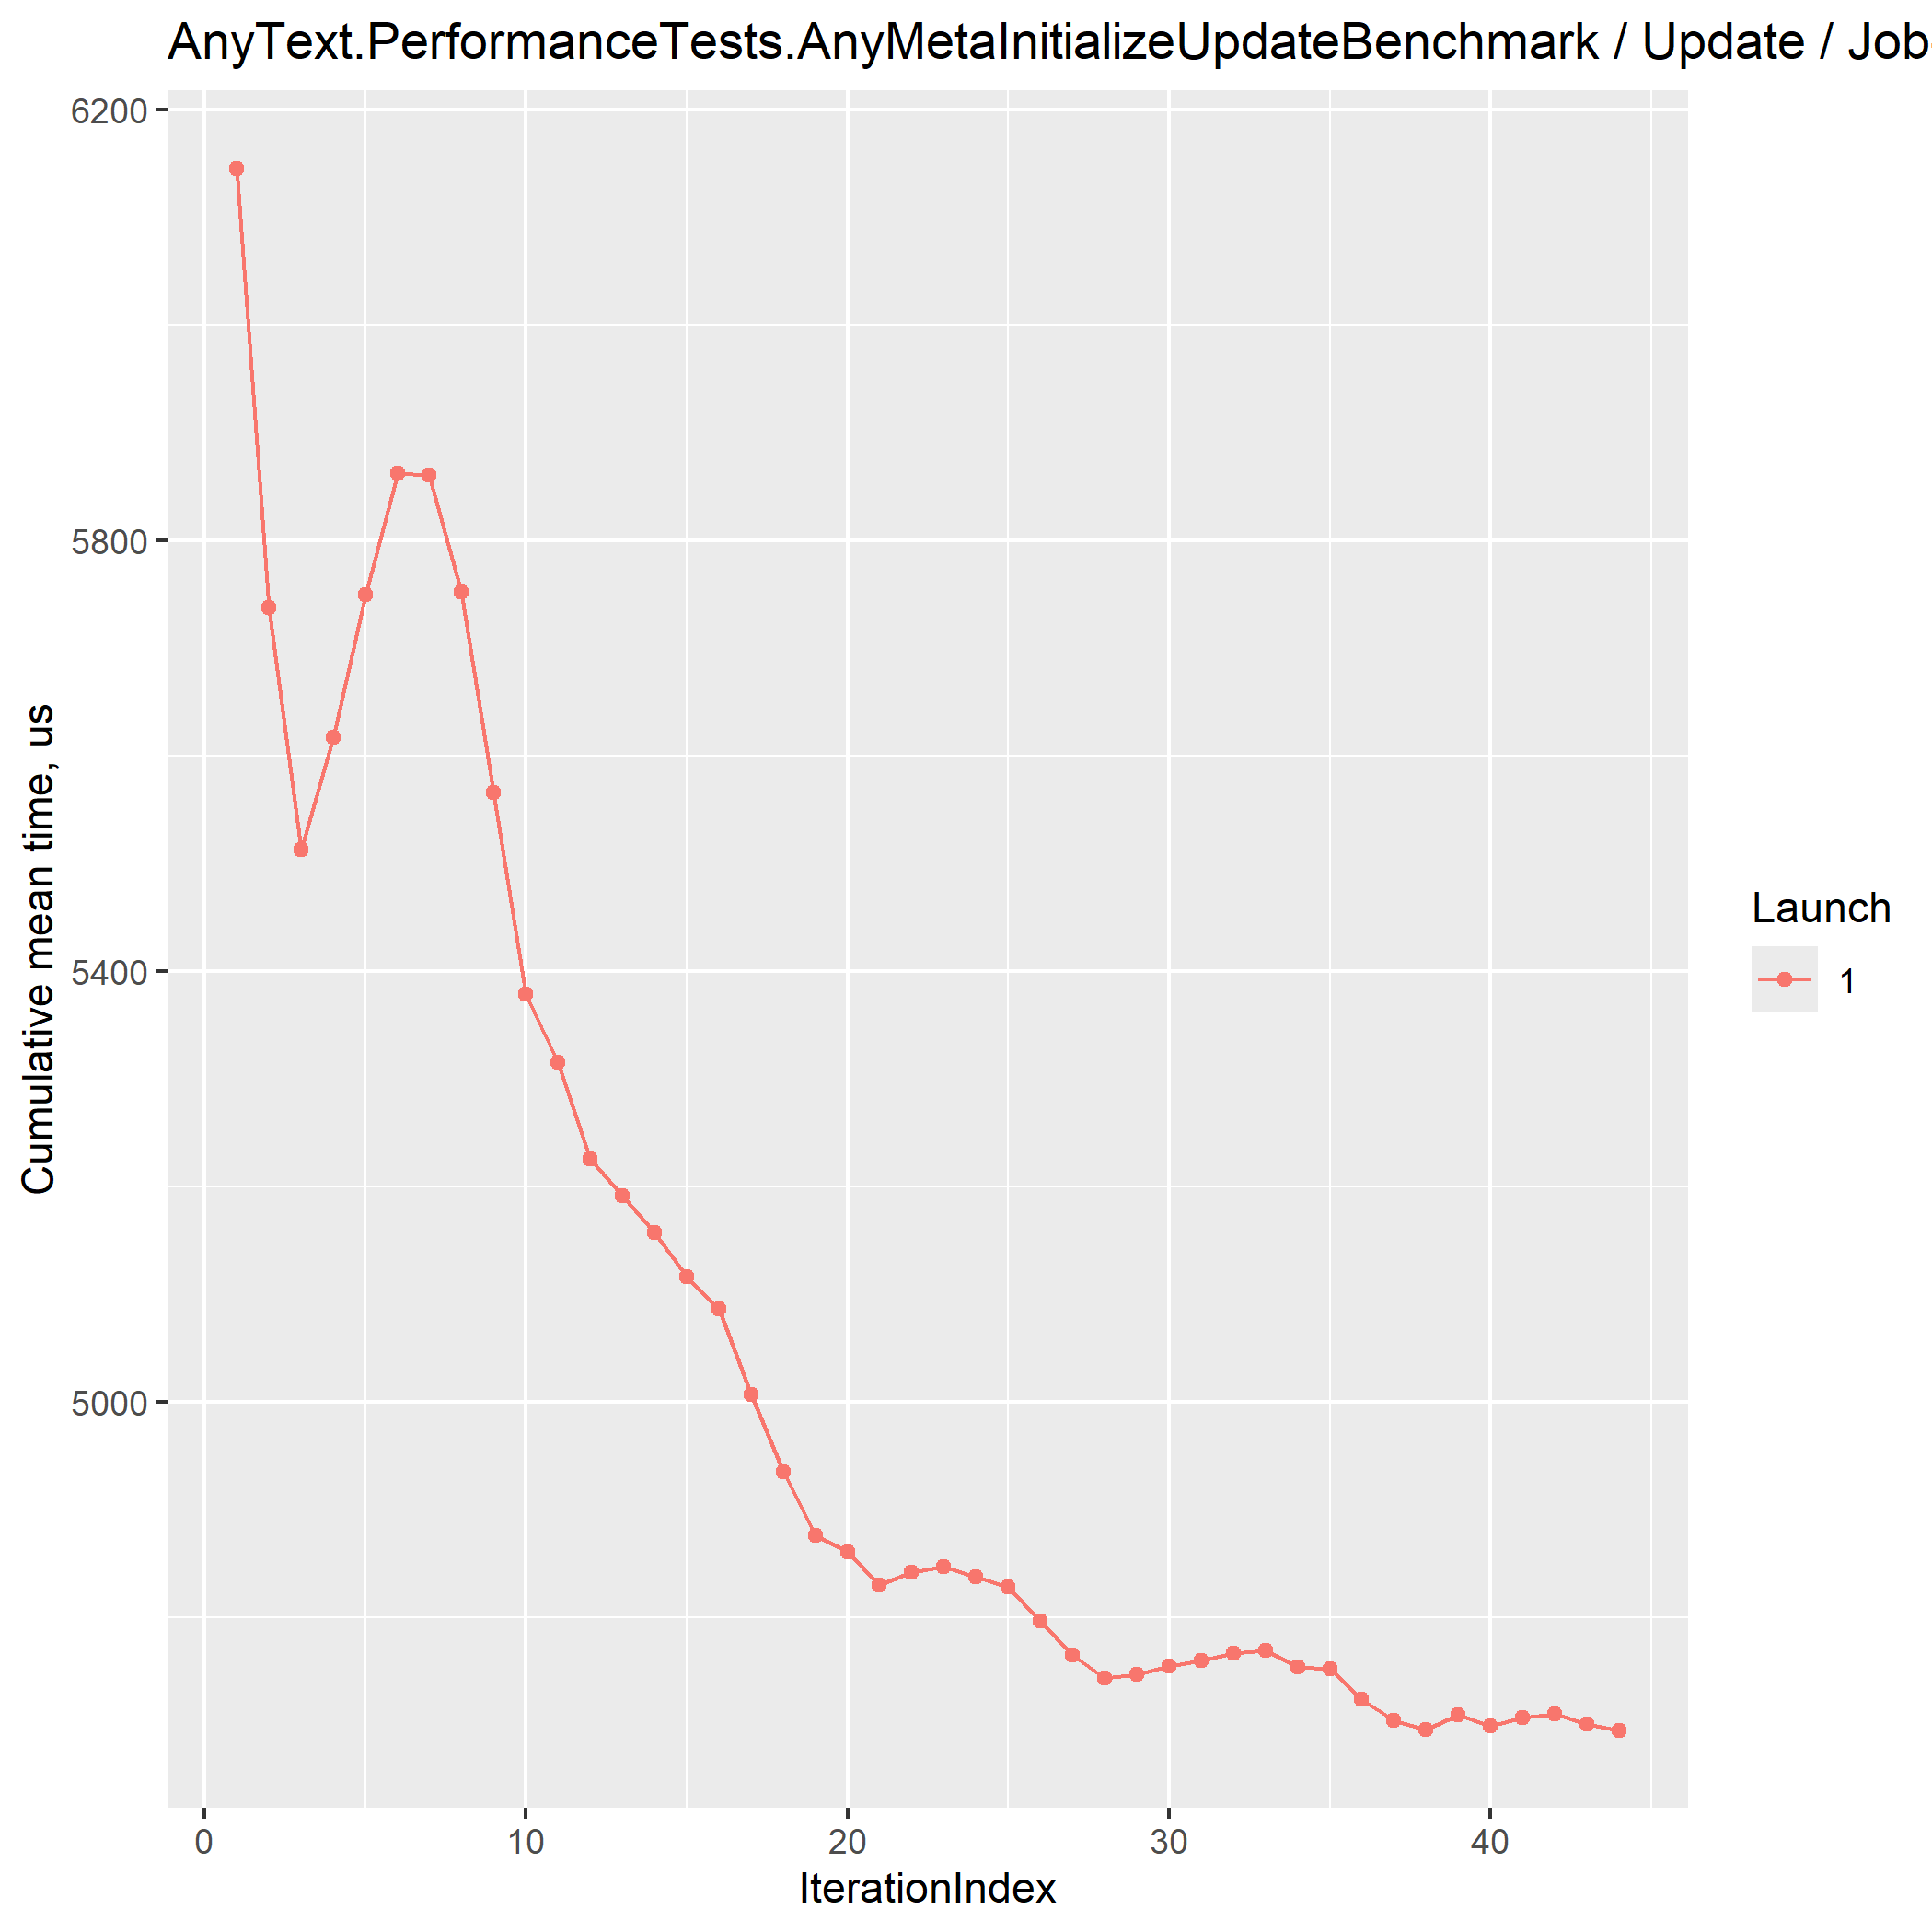 AnyText.PerformanceTests.AnyMetaInitializeUpdateBenchmark / Update / Job
6200
5800
5400
5000
Cumulative mean time, us
0 10 20 30 40
IterationIndex
Launch
1